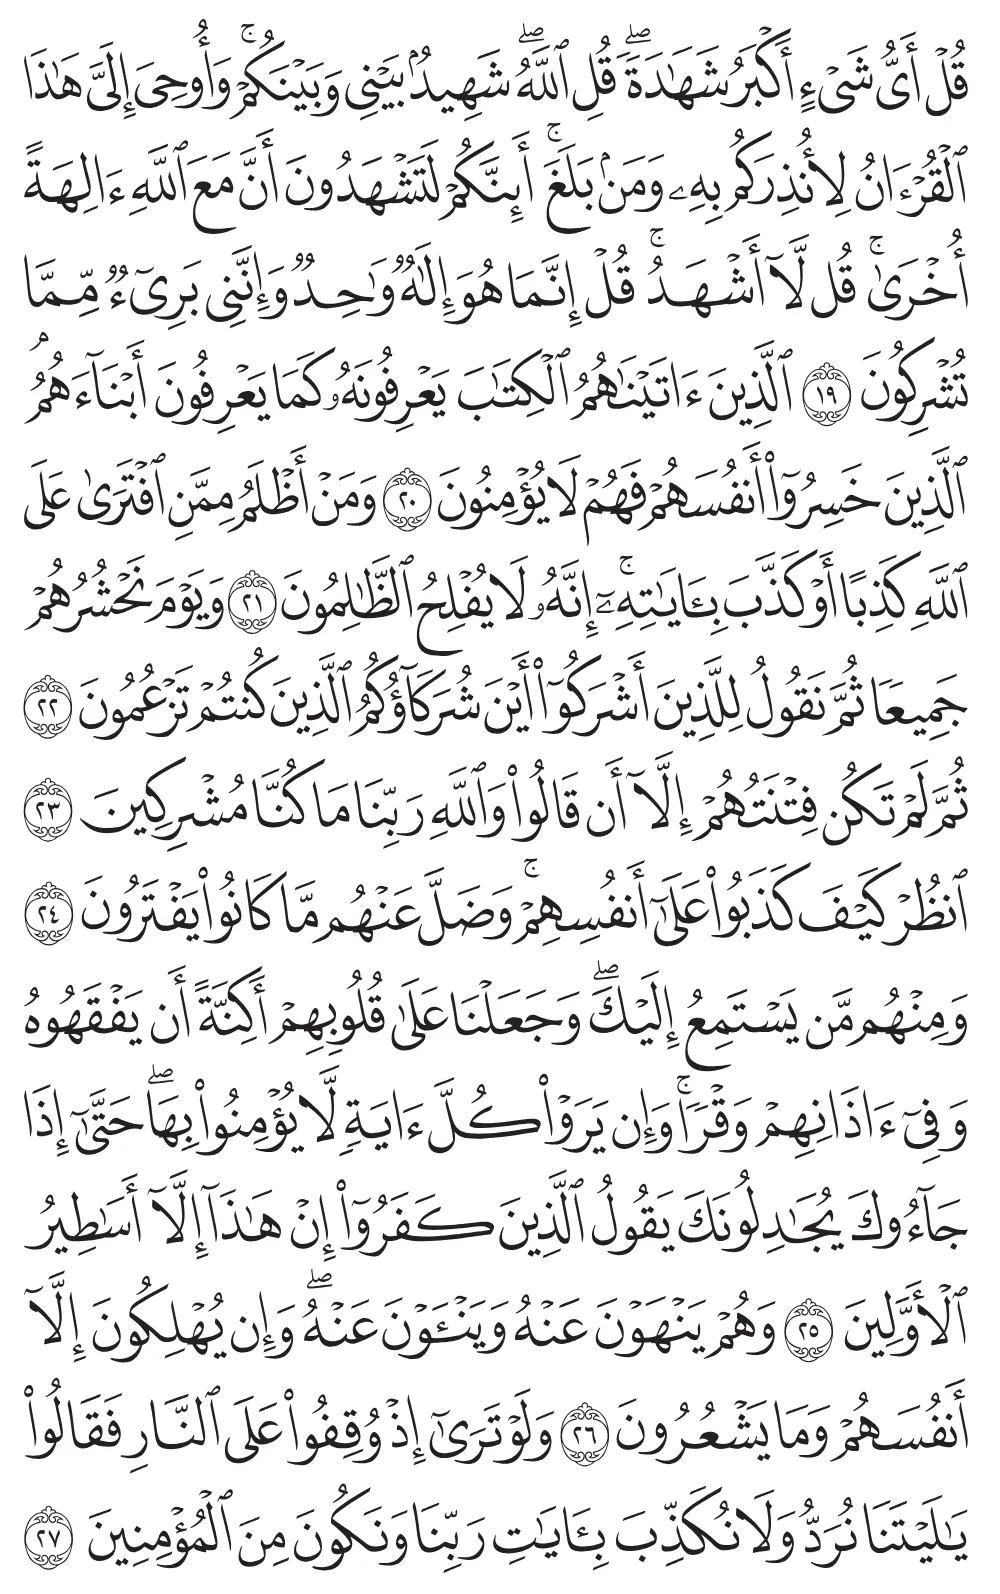 قُلْ أَيُّ شَيْءٍ أَكْبَرُ شَهَٰدَةًۖ قُلِ ٱللَّهُۖ شَهِيدُۢ بَيْنِي وَبَيْنَكُمْۚ وَأُوحِيَ إِلَيَّ هَٰذَا
ٱلْقُرْءَانُ لِأُنذِرَكُم بِهِۦ وَمَنۢ بَلَغَۚ أَئِنَّكُمْ لَتَشْهَدُونَ أَنَّ مَعَ ٱللَّهِ ءَالِهَةً
أُخْرَىٰۚ قُل لَّآ أَشْهَدُۚ قُلْ إِنَّمَا هُوَ إِلَٰهٌ وَٰحِدٌ وَإِنَّنِي بَرِيٓءٌ مِّمَّا
تُشْرِكُونَ ١٩ ٱلَّذِينَ ءَاتَيْنَٰهُمُ ٱلْكِتَٰبَ يَعْرِفُونَهُۥ كَمَا يَعْرِفُونَ أَبْنَآءَهُمُۘ
ٱلَّذِينَ خَسِرُوٓا۟ أَنفُسَهُمْ فَهُمْ لَا يُؤْمِنُونَ ٢٠ وَمَنْ أَظْلَمُ مِمَّنِ ٱفْتَرَىٰ عَلَى
ٱللَّهِ كَذِبًا أَوْ كَذَّبَ بِـَٔايَٰتِهِۦٓۚ إِنَّهُۥ لَا يُفْلِحُ ٱلظَّٰلِمُونَ ٢١ وَيَوْمَ نَحْشُرُهُمْ
جَمِيعًا ثُمَّ نَقُولُ لِلَّذِينَ أَشْرَكُوٓا۟ أَيْنَ شُرَكَآؤُكُمُ ٱلَّذِينَ كُنتُمْ تَزْعُمُونَ ٢٢
ثُمَّ لَمْ تَكُن فِتْنَتُهُمْ إِلَّآ أَن قَالُوا۟ وَٱللَّهِ رَبِّنَا مَا كُنَّا مُشْرِكِينَ ٢٣
ٱنظُرْ كَيْفَ كَذَبُوا۟ عَلَىٰٓ أَنفُسِهِمْۚ وَضَلَّ عَنْهُم مَّا كَانُوا۟ يَفْتَرُونَ ٢٤
وَمِنْهُم مَّن يَسْتَمِعُ إِلَيْكَۖ وَجَعَلْنَا عَلَىٰ قُلُوبِهِمْ أَكِنَّةً أَن يَفْقَهُوهُ
وَفِيٓ ءَاذَانِهِمْ وَقْرًاۚ وَإِن يَرَوْا۟ كُلَّ ءَايَةٍ لَّا يُؤْمِنُوا۟ بِهَاۖ حَتَّىٰٓ إِذَا
جَآءُوكَ يُجَٰدِلُونَكَ يَقُولُ ٱلَّذِينَ كَفَرُوٓا۟ إِنْ هَٰذَآ إِلَّآ أَسَٰطِيرُ
ٱلْأَوَّلِينَ ٢٥ وَهُمْ يَنْهَوْنَ عَنْهُ وَيَنْـَٔوْنَ عَنْهُۖ وَإِن يُهْلِكُونَ إِلَّآ
أَنفُسَهُمْ وَمَا يَشْعُرُونَ ٢٦ وَلَوْ تَرَىٰٓ إِذْ وُقِفُوا۟ عَلَى ٱلنَّارِ فَقَالُوا۟
يَٰلَيْتَنَا نُرَدُّ وَلَا نُكَذِّبَ بِـَٔايَٰتِ رَبِّنَا وَنَكُونَ مِنَ ٱلْمُؤْمِنِينَ ٢٧